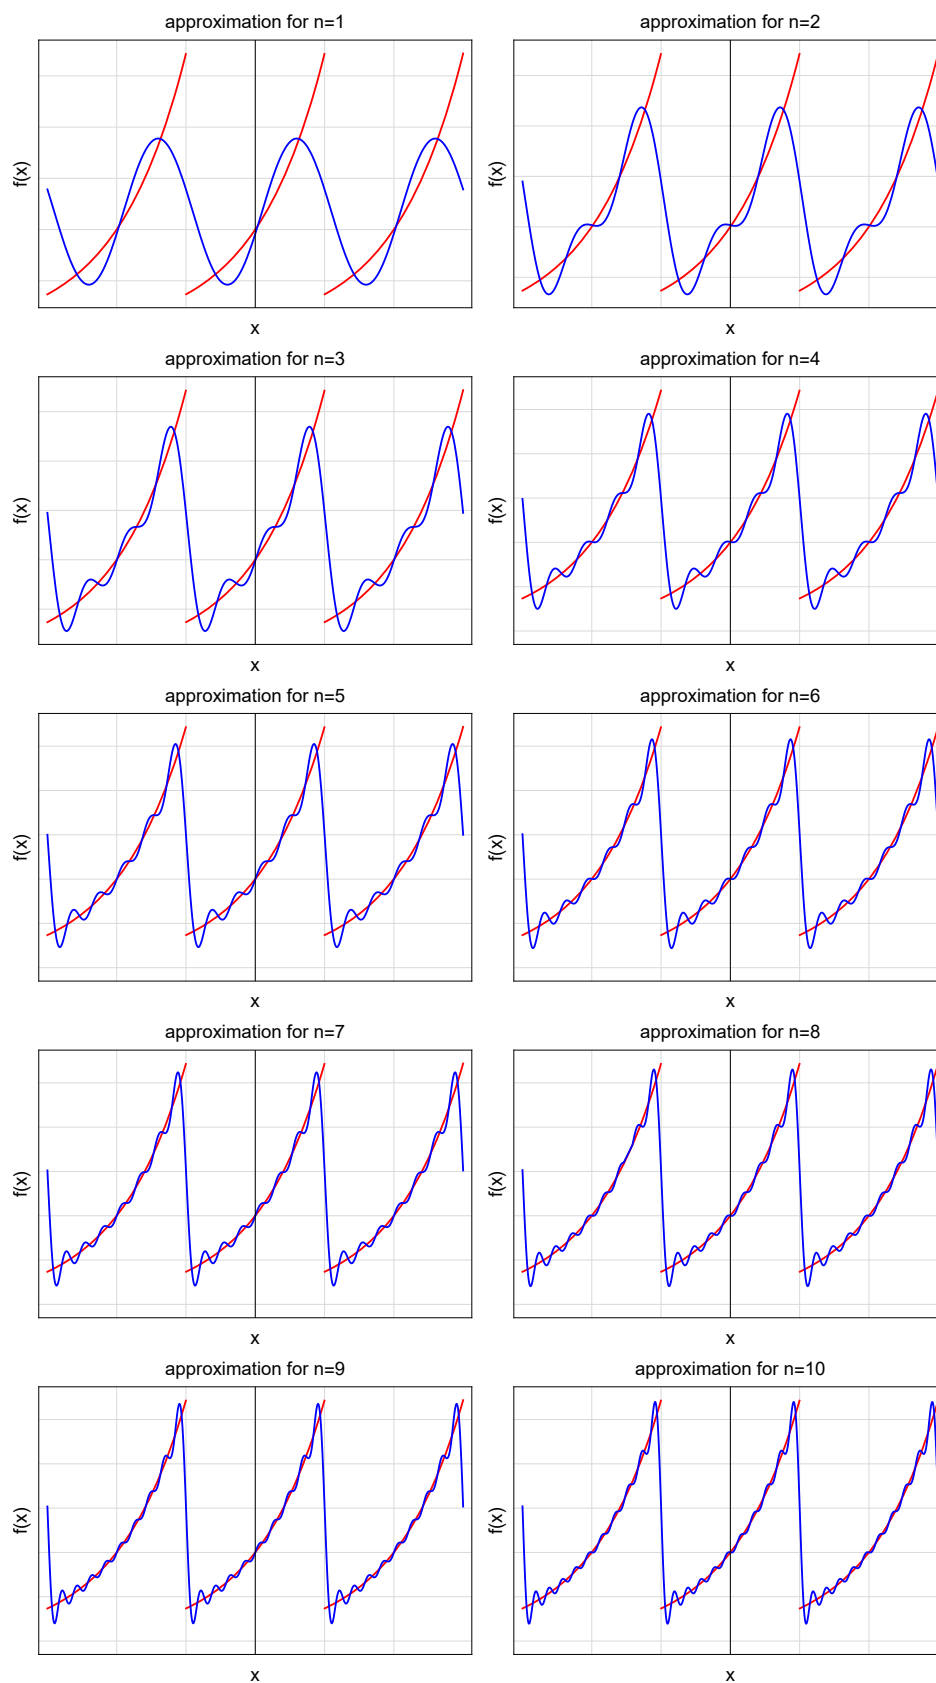 approximation for n=1
f(x)
x
approximation for n=2
f(x)
x
approximation for n=3
f(x)
x
approximation for n=4
f(x)
x
approximation for n=5
f(x)
x
approximation for n=6
f(x)
x
approximation for n=7
f(x)
x
approximation for n=8
f(x)
x
approximation for n=9
f(x)
x
approximation for n=10
f(x)
x